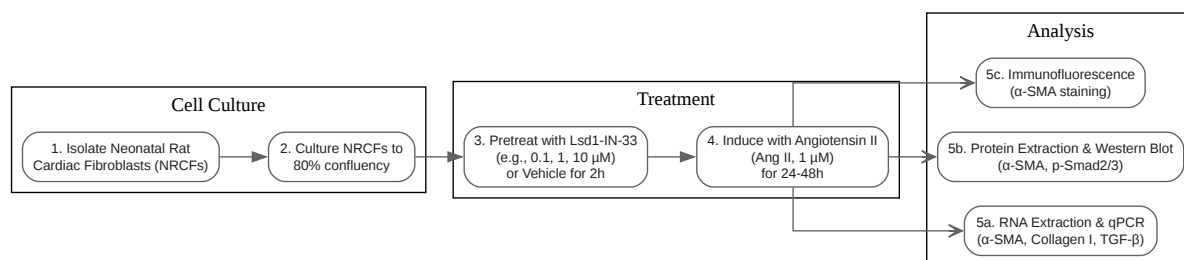 Cell Culture
1. Isolate Neonatal Rat
Cardiac Fibroblasts (NRCFs)
2. Culture NRCFs to
80% confluency
Treatment
3. Pretreat with Lsd1-IN-33
(e.g., 0.1, 1, 10 µM)
or Vehicle for 2h
4. Induce with Angiotensin II
(Ang II, 1 µM)
for 24-48h
Analysis
5c. Immunofluorescence
(α-SMA staining)
5b. Protein Extraction & Western Blot
(α-SMA, p-Smad2/3)
5a. RNA Extraction & qPCR
(α-SMA, Collagen I, TGF-β)